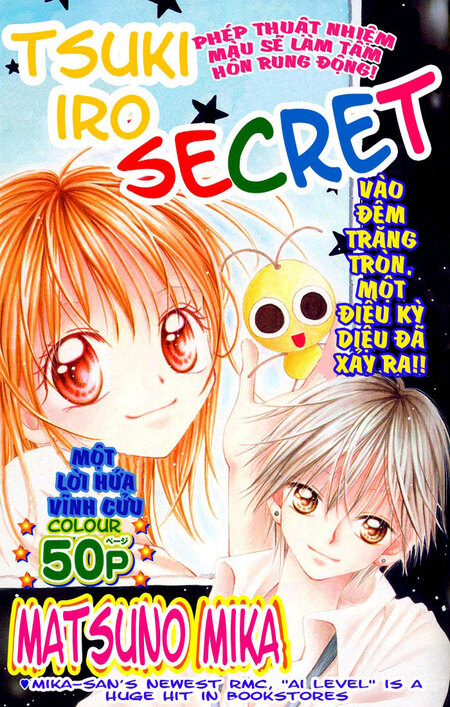 TSUKI
IRO
SECRET
PHÉP THUẬT NHIỆM
MÀU SẼ LÀM TÂM
HỒN RUNG ĐỘNG!
VÀO
ĐÊM
TRĂNG
TRÒN,
MỘT
ĐIỀU KỲ
DIỆU ĐÃ
XẢY RA!!
MỘT
LỜI HỨA
VĨNH CỬU
COLOUR
50P
ページ
MATSUNO MIKA
♥MIKA-SAN'S NEWEST RMC, "AI LEVEL" IS A
HUGE HIT IN BOOKSTORES